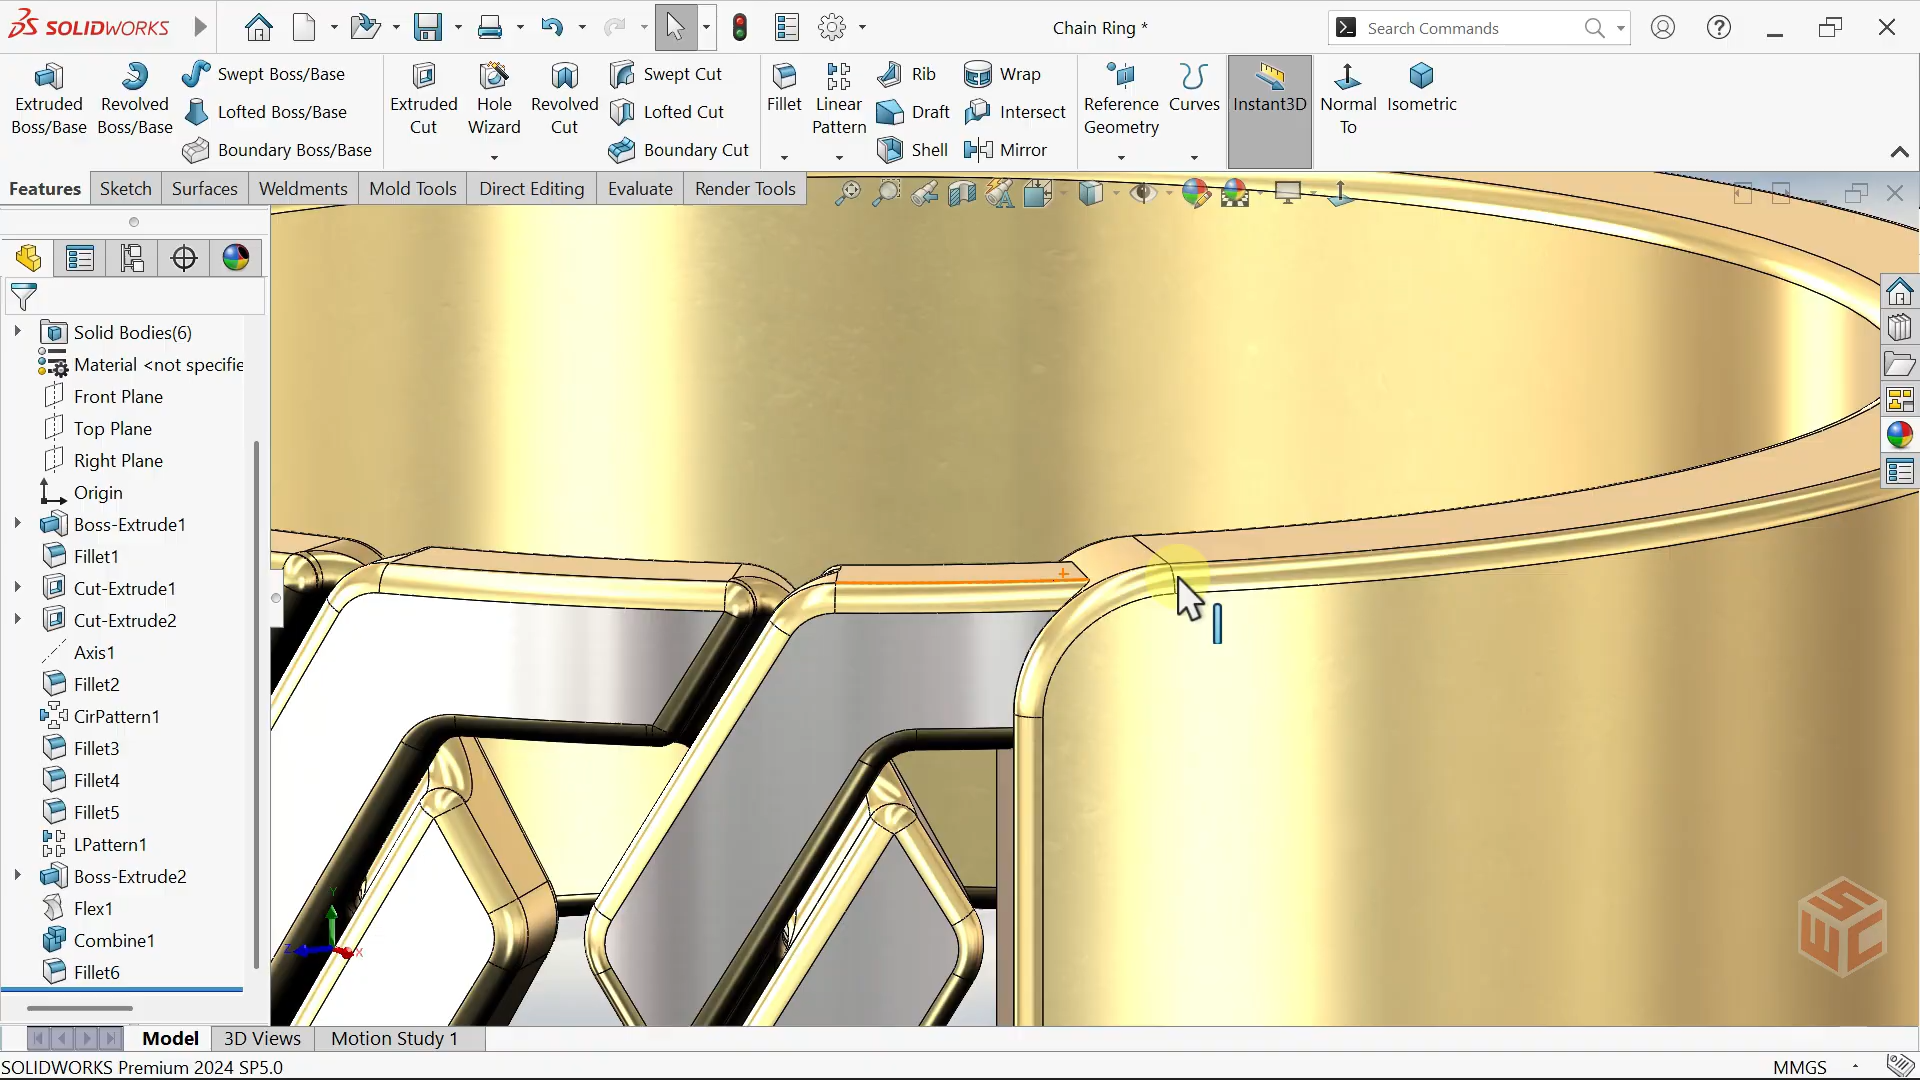 SOLIDWORKS
Chain Ring *
Search Commands
Extruded Boss/Base
Revolved Boss/Base
Swept Boss/Base
Lofted Boss/Base
Boundary Boss/Base
Extruded Cut
Hole Wizard
Revolved Cut
Swept Cut
Lofted Cut
Boundary Cut
Fillet
Linear Pattern
Rib
Draft
Shell
Wrap
Intersect
Mirror
Reference Geometry
Curves
Instant3D
Normal To
Isometric
Features
Sketch
Surfaces
Weldments
Mold Tools
Direct Editing
Evaluate
Render Tools
Solid Bodies(6)
Material <not specifie
Front Plane
Top Plane
Right Plane
Origin
Boss-Extrude1
Fillet1
Cut-Extrude1
Cut-Extrude2
Axis1
Fillet2
CirPattern1
Fillet3
Fillet4
Fillet5
LPattern1
Boss-Extrude2
Flex1
Combine1
Fillet6
Y
Z
X
SWC
Model
3D Views
Motion Study 1
SOLIDWORKS Premium 2024 SP5.0
MMGS